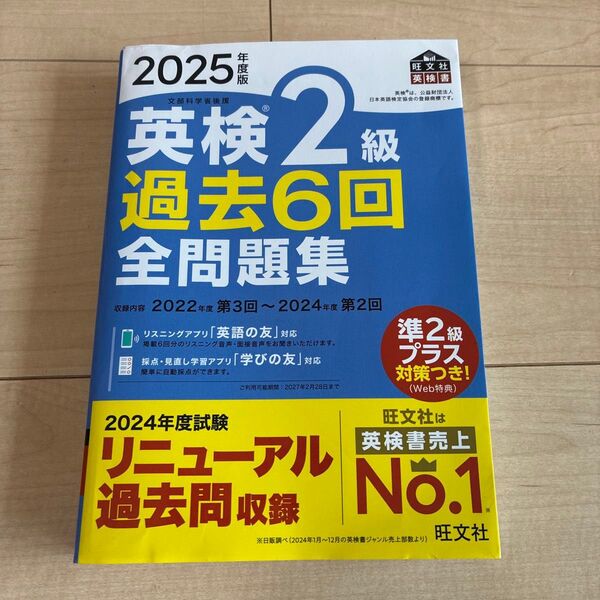 2025年度版
旺文社
英検書
英検®は、公益財団法人
日本英語検定協会の登録商標です。
文部科学省後援
英検®2級
過去6回
全問題集
収録内容 2022年度 第3回～2024年度 第2回
リスニングアプリ「英語の友」対応
掲載6回分のリスニング音声・面接音声をお聞きいただけます。
採点・見直し学習アプリ「学びの友」対応
簡単に自動採点ができます。
ご利用可能期間：2027年2月28日まで
準2級
プラス
対策つき!
(Web特典)
2024年度試験
リニューアル
過去問収録
旺文社は
英検書売上
No.1※
※日販調べ(2024年1月～12月の英検書ジャンル売上部数より)
旺文社